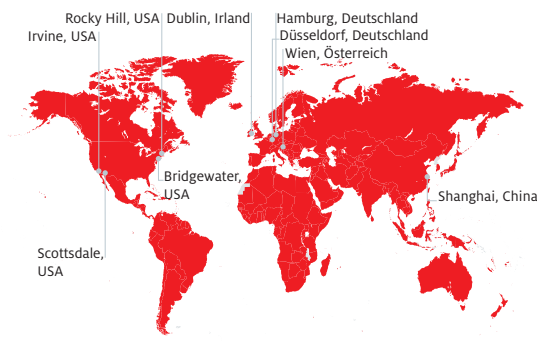 Rocky Hill, USA
Dublin, Irland
Hamburg, Deutschland
Irvine, USA
Düsseldorf, Deutschland
Wien, Österreich
Bridgewater,
USA
Shanghai, China
Scottsdale,
USA